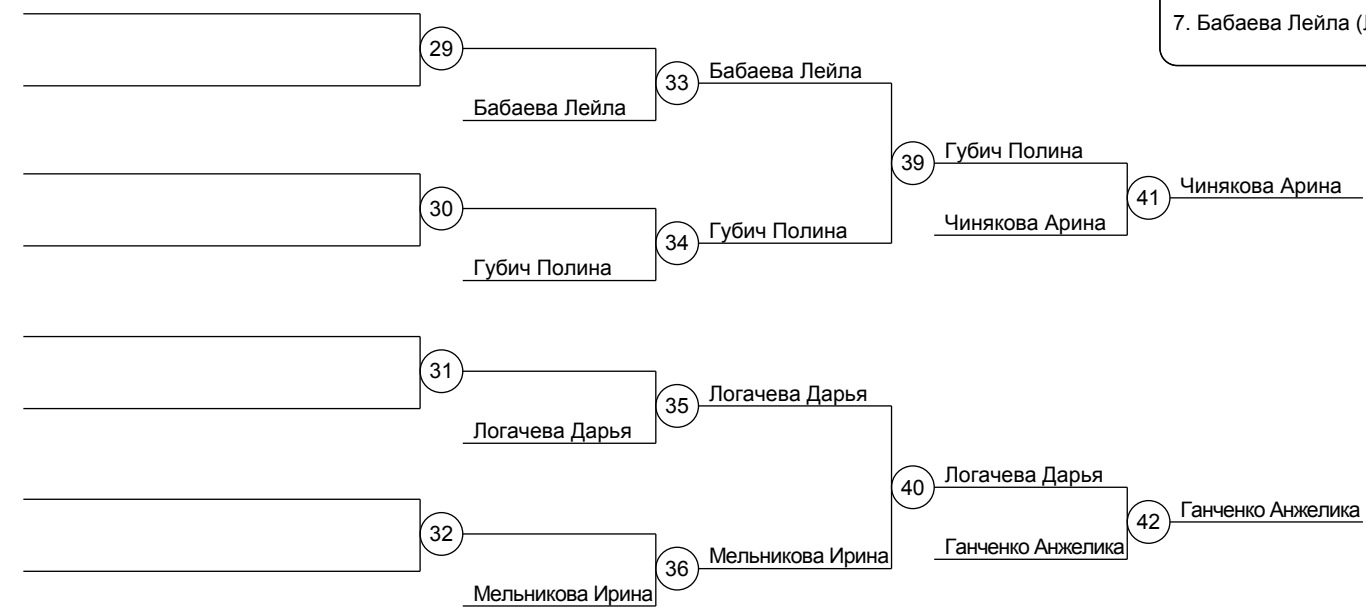 7. Бабаева Лейла (
29
33
Бабаева Лейла
Бабаева Лейла
39
Губич Полина
41
Чинякова Арина
30
34
Губич Полина
Чинякова Арина
Губич Полина
31
35
Логачева Дарья
Логачева Дарья
40
Логачева Дарья
42
Ганченко Анжелика
32
36
Мельникова Ирина
Ганченко Анжелика
Мельникова Ирина